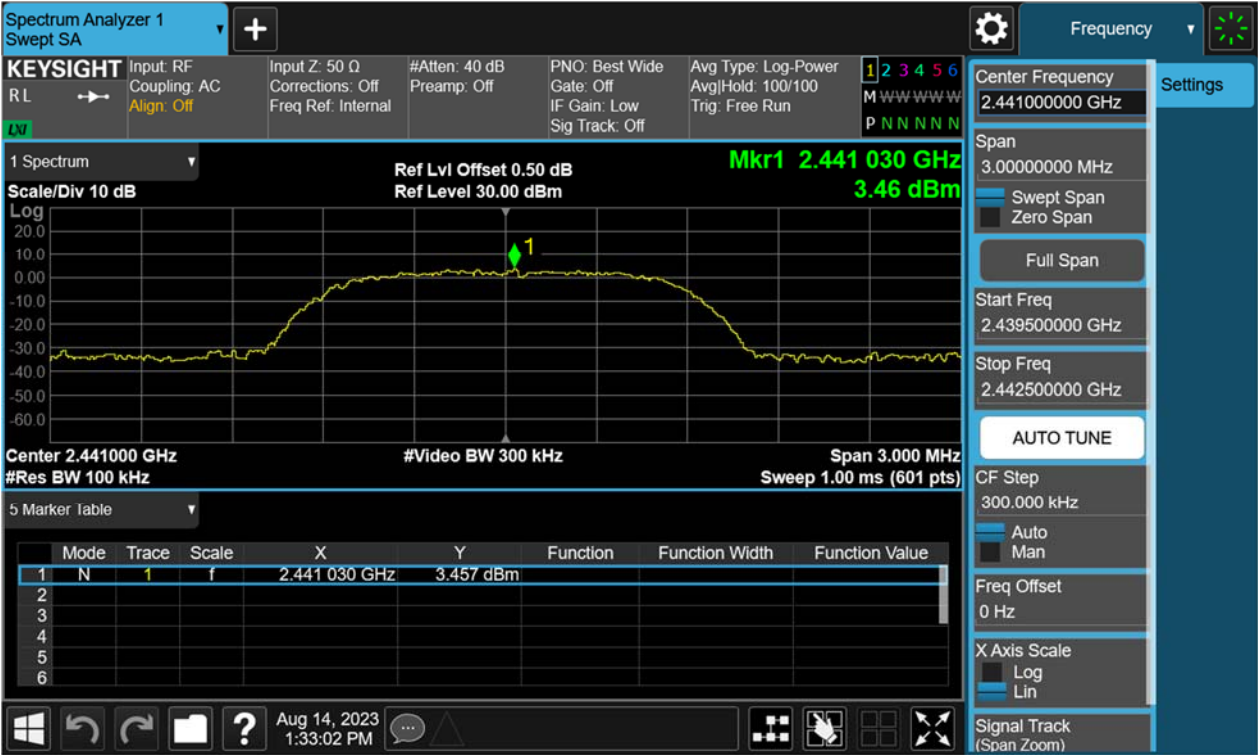 Spectrum Analyzer 1
Swept SA
Frequency
KEYSIGHT
R L
LXI
Input: RF
Coupling: AC
Align: Off
Input Z: 50 Ω
Corrections: Off
Freq Ref: Internal
#Atten: 40 dB
Preamp: Off
PNO: Best Wide
Gate: Off
IF Gain: Low
Sig Track: Off
Avg Type: Log-Power
Avg|Hold: 100/100
Trig: Free Run
1 2 3 4 5 6
M W W W W W
P N N N N N
1 Spectrum
Scale/Div 10 dB
Ref Lvl Offset 0.50 dB
Ref Level 30.00 dBm
Mkr1 2.441 030 GHz
3.46 dBm
Log
20.0
10.0
0.00
-10.0
-20.0
-30.0
-40.0
-50.0
-60.0
1
Center 2.441000 GHz
#Res BW 100 kHz
#Video BW 300 kHz
Span 3.000 MHz
Sweep 1.00 ms (601 pts)
5 Marker Table
Mode Trace Scale X Y Function Function Width Function Value
1 N 1 f 2.441 030 GHz 3.457 dBm
2
3
4
5
6
?
Aug 14, 2023
1:33:02 PM
Center Frequency
2.441000000 GHz
Span
3.00000000 MHz
Swept Span
Zero Span
Full Span
Start Freq
2.439500000 GHz
Stop Freq
2.442500000 GHz
AUTO TUNE
CF Step
300.000 kHz
Auto
Man
Freq Offset
0 Hz
X Axis Scale
Log
Lin
Signal Track
(Span Zoom)
Settings